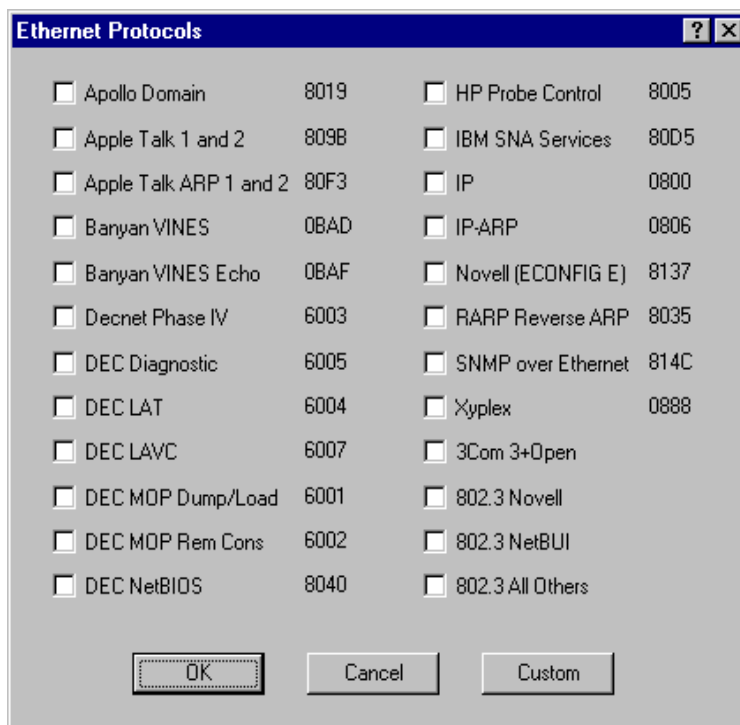 Ethernet Protocols
Apollo Domain 8019
Apple Talk 1 and 2 809B
Apple Talk ARP 1 and 2 80F3
Banyan VINES 0BAD
Banyan VINES Echo 0BAF
Decnet Phase IV 6003
DEC Diagnostic 6005
DEC LAT 6004
DEC LAVC 6007
DEC MOP Dump/Load 6001
DEC MOP Rem Cons 6002
DEC NetBIOS 8040
HP Probe Control 8005
IBM SNA Services 80D5
IP 0800
IP-ARP 0806
Novell (ECONFIG E) 8137
RARP Reverse ARP 8035
SNMP over Ethernet 814C
Xyplex 0888
3Com 3+Open
802.3 Novell
802.3 NetBUI
802.3 All Others
OK Cancel Custom